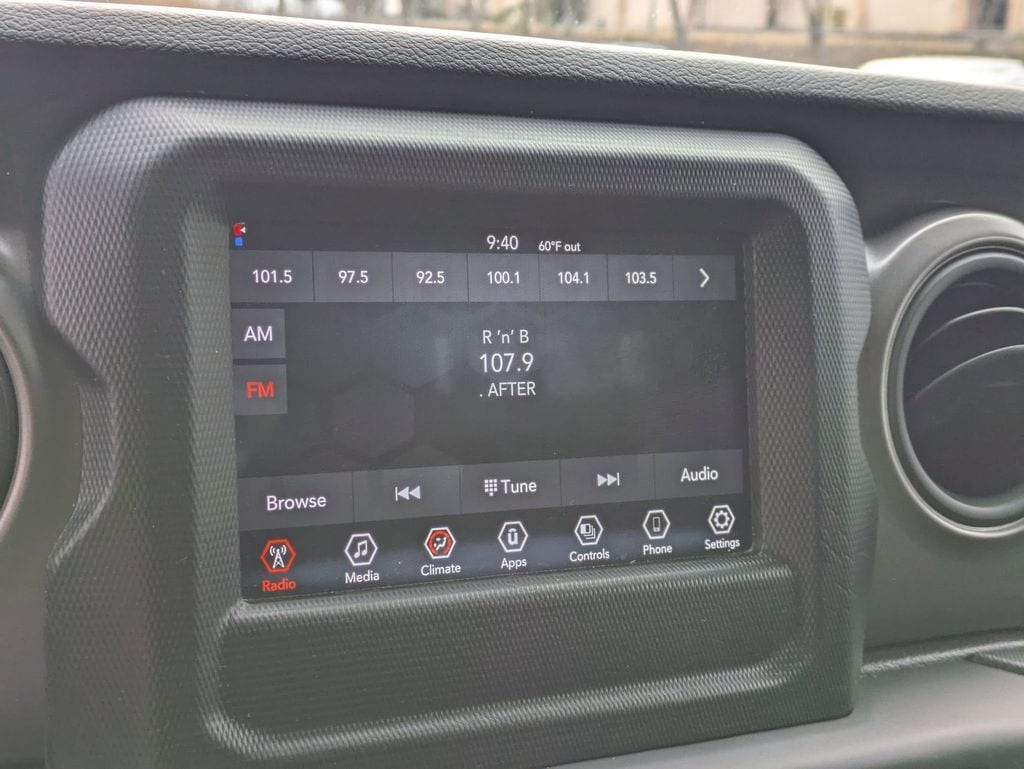 9:40 60°F out
101.5 97.5 92.5 100.1 104.1 103.5
AM
FM
R 'n' B
107.9
. AFTER
Browse Tune Audio
Radio Media Climate Apps Controls Phone Settings